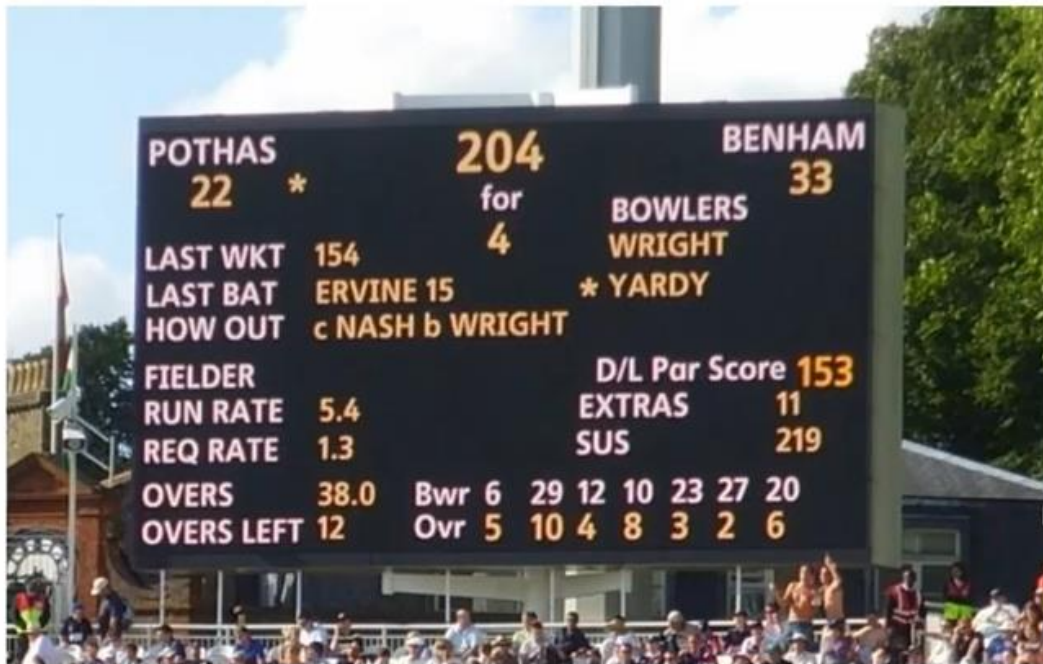 POTHAS 204 BENHAM
22 * for 33
4 BOWLERS
LAST WKT 154 WRIGHT
LAST BAT ERVINE 15 * YARDY
HOW OUT c NASH b WRIGHT
FIELDER D/L Par Score 153
RUN RATE 5.4 EXTRAS 11
REQ RATE 1.3 SUS 219
OVERS 38.0 Bwr 6 29 12 10 23 27 20
OVERS LEFT 12 Ovr 5 10 4 8 3 2 6